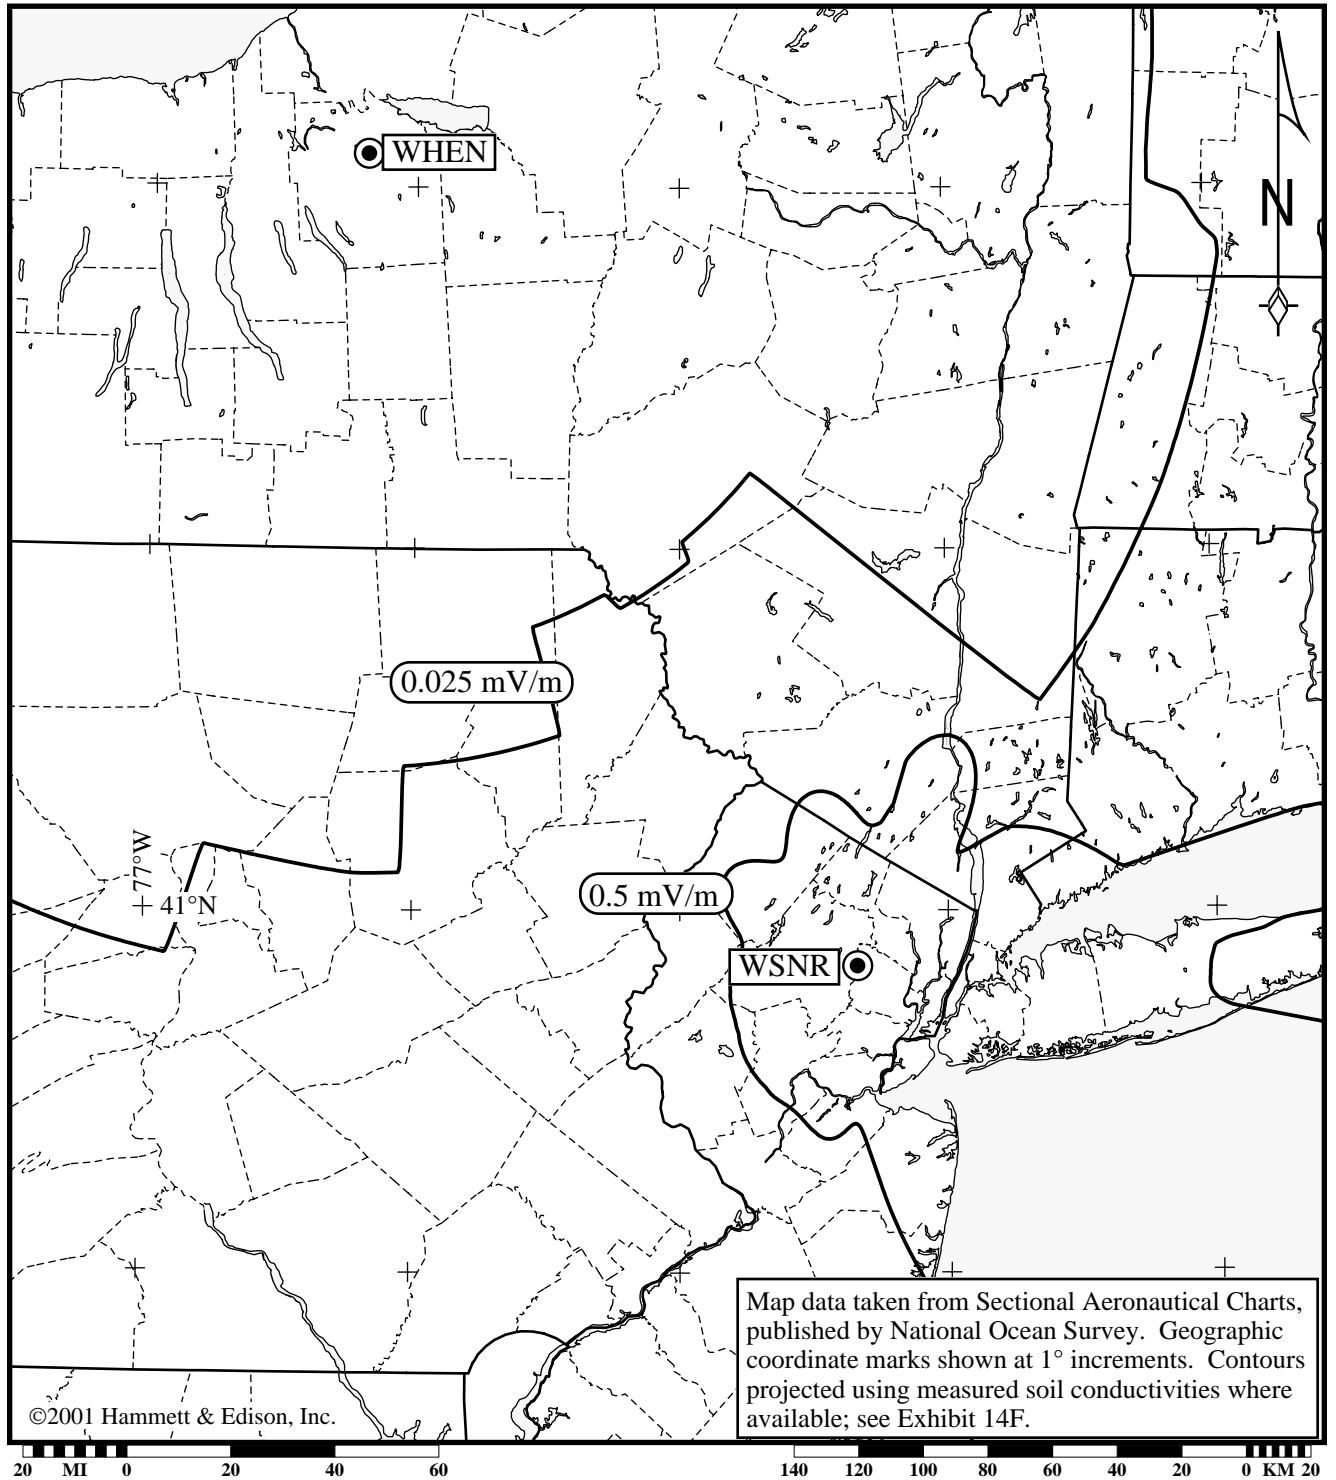 WHEN
N
0.025 mV/m
77°W
41°N
0.5 mV/m
WSNR
Map data taken from Sectional Aeronautical Charts,
published by National Ocean Survey. Geographic
coordinate marks shown at 1° increments. Contours
projected using measured soil conductivities where
available; see Exhibit 14F.
©2001 Hammett & Edison, Inc.
20 MI 0 20 40 60
140 120 100 80 60 40 20 0 KM 20